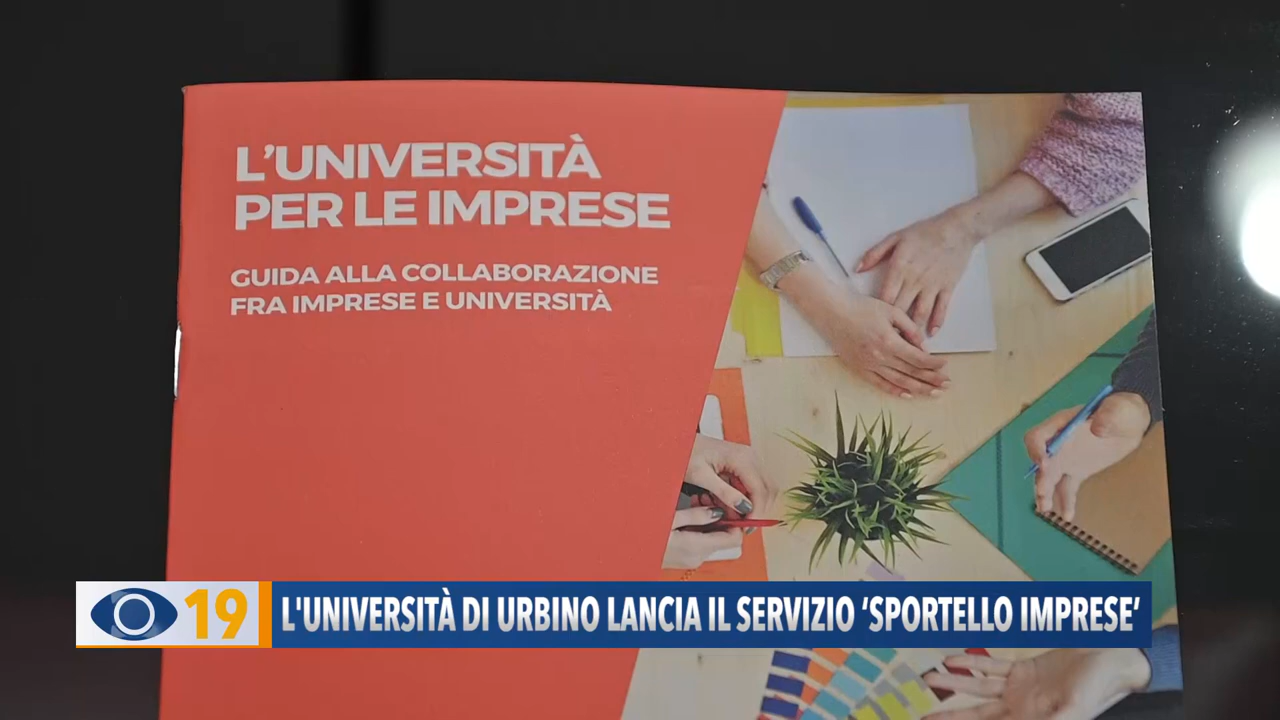 L'UNIVERSITÀ
PER LE IMPRESE
GUIDA ALLA COLLABORAZIONE
FRA IMPRESE E UNIVERSITÀ
19
L'UNIVERSITÀ DI URBINO LANCIA IL SERVIZIO ‘SPORTELLO IMPRESE’